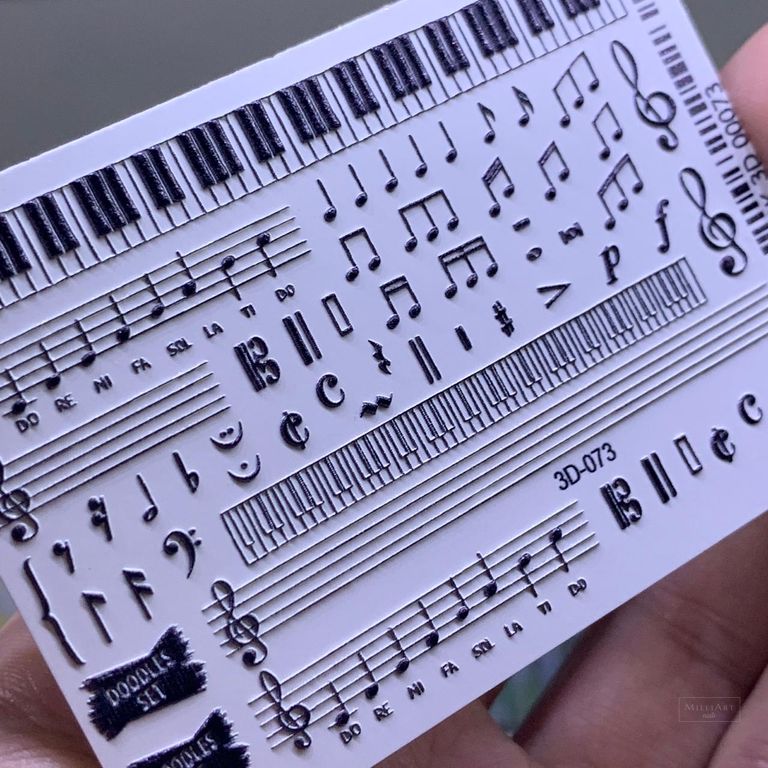 3D 00073
DO RE MI FA SOL LA TI DO
p f
3D-073
DO RE MI FA SOL LA TI DO
DOODLES
SET
MILLIART
nails